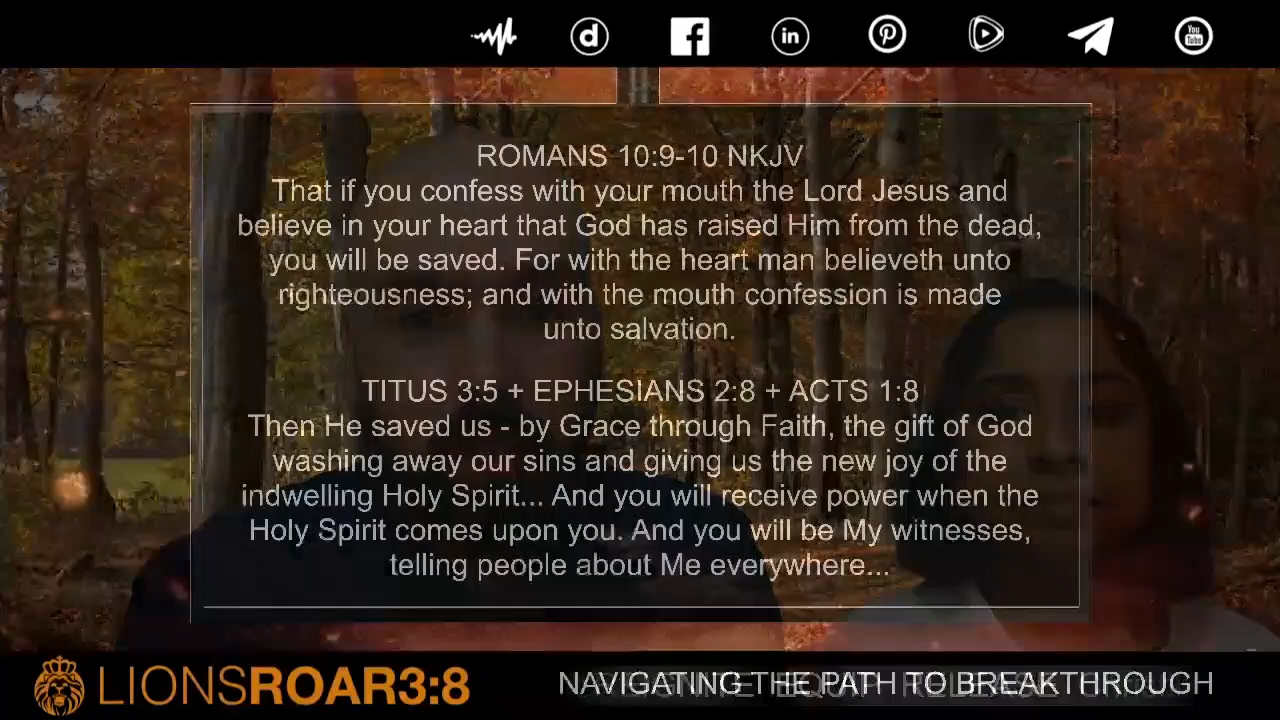 You
Tube
ROMANS 10:9-10 NKJV
That if you confess with your mouth the Lord Jesus and
believe in your heart that God has raised Him from the dead,
you will be saved. For with the heart man believeth unto
righteousness; and with the mouth confession is made
unto salvation.
TITUS 3:5 + EPHESIANS 2:8 + ACTS 1:8
Then He saved us - by Grace through Faith, the gift of God
washing away our sins and giving us the new joy of the
indwelling Holy Spirit... And you will receive power when the
Holy Spirit comes upon you. And you will be My witnesses,
telling people about Me everywhere...
LIONSROAR3:8
NAVIGATING THE PATH TO BREAKTHROUGH